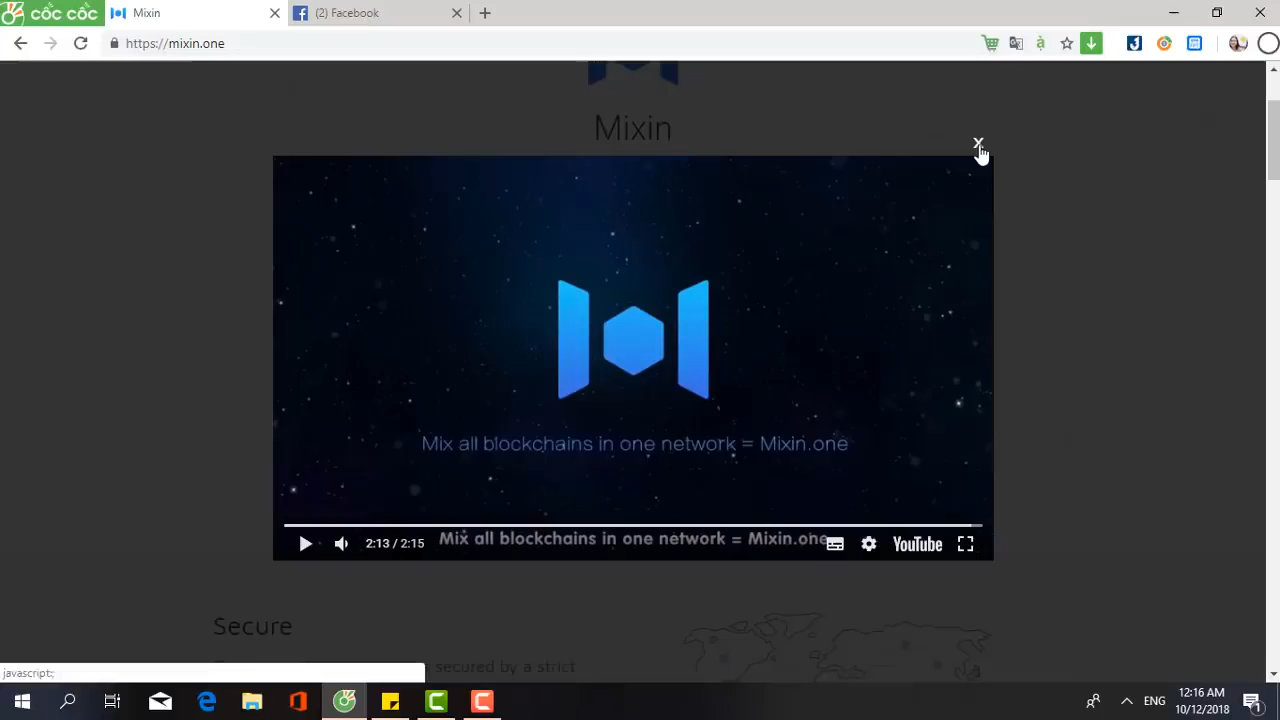 cốc cốc
Mixin
(2) Facebook
https://mixin.one
Mixin
x
Mix all blockchains in one network = Mixin.one
2:13 / 2:15
Mix all blockchains in one network = Mixin.one
YouTube
Secure
secured by a strict
javascript:;
ENG
12:16 AM
10/12/2018
1